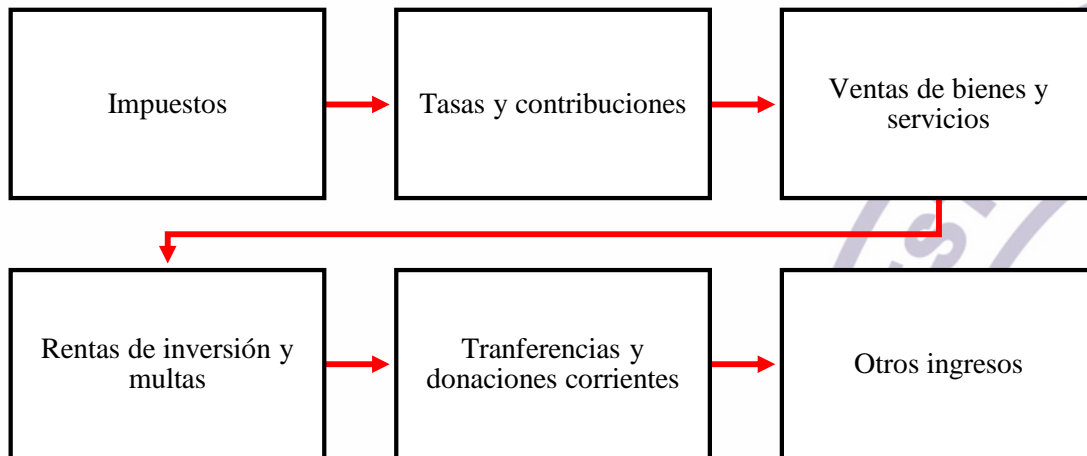 Impuestos
Tasas y contribuciones
Ventas de bienes y
servicios
Rentas de inversión y
multas
Tranferencias y
donaciones corrientes
Otros ingresos